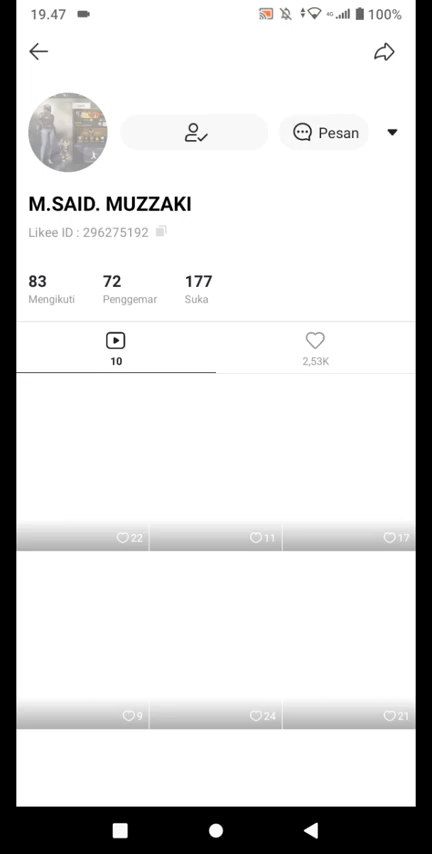 19.47 4G 100%
Pesan
M.SAID. MUZZAKI
Likee ID : 296275192
83 72 177
Mengikuti Penggemar Suka
10 2,53K
22 11 17
9 24 21